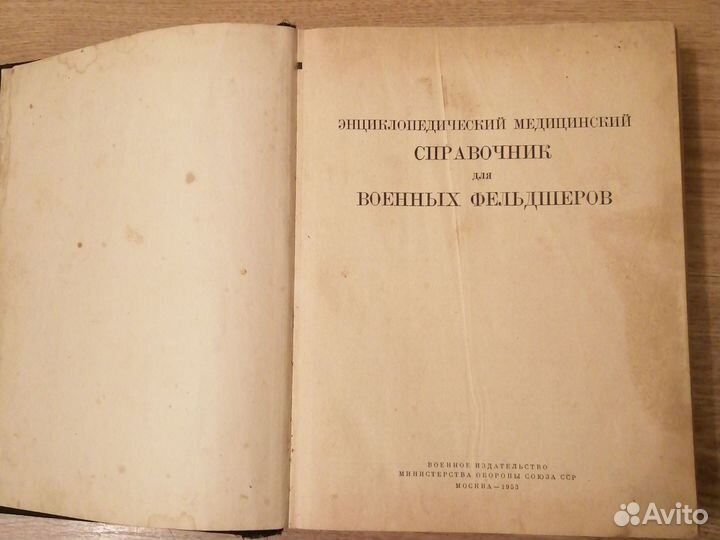 ЭНЦИКЛОПЕДИЧЕСКИЙ МЕДИЦИНСКИЙ
СПРАВОЧНИК
ДЛЯ
ВОЕННЫХ ФЕЛЬДШЕРОВ
ВОЕННОЕ ИЗДАТЕЛЬСТВО
МИНИСТЕРСТВА ОБОРОНЫ СОЮЗА ССР
МОСКВА—1953
Avito